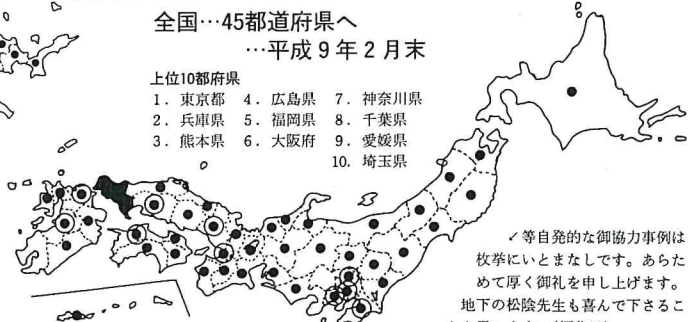 全国…45都道府県へ
…平成9年2月末
上位10都府県
1. 東京都 4. 広島県 7. 神奈川県
2. 兵庫県 5. 福岡県 8. 千葉県
3. 熊本県 6. 大阪府 9. 愛媛県
10. 埼玉県
↙等自発的な御協力事例は
枚挙にいとまなしです。あらた
めて厚く御礼を申し上げます。
地下の松陰先生も喜んで下さるこ